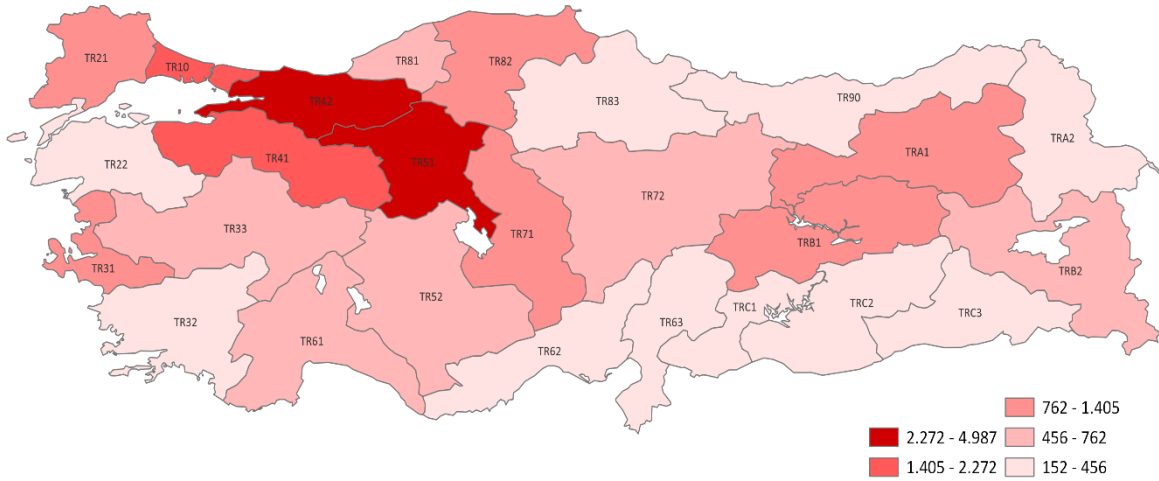 TR21
TR10
TR81
TR82
TR42
TR83
TR90
TRA1
TRA2
TR22
TR41
TR51
TR72
TR33
TR71
TRB1
TR31
TRB2
TR52
TRC1
TRC2
TRC3
TR32
TR63
TR61
TR62
762 - 1.405
2.272 - 4.987
456 - 762
1.405 - 2.272
152 - 456